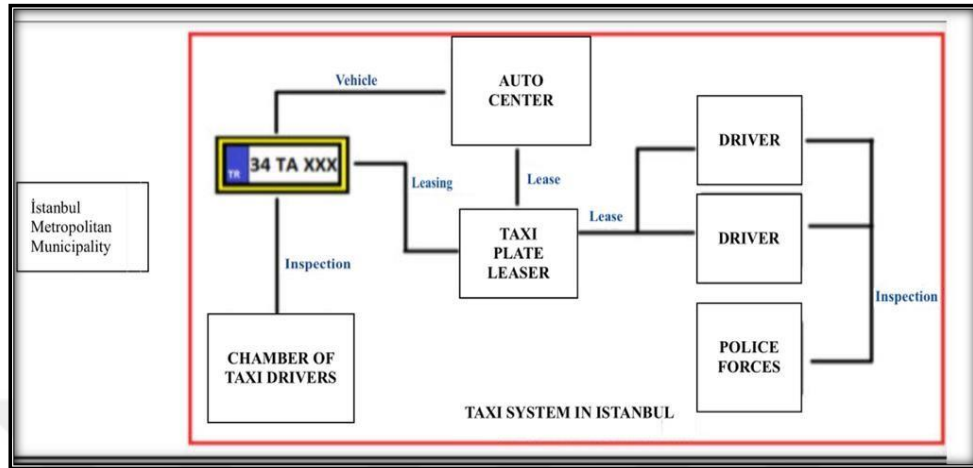 Vehicle
AUTO
CENTER
TR
34 TA XXX
Leasing
Lease
Lease
DRIVER
İstanbul
Metropolitan
Municipality
TAXI
PLATE
LEASER
DRIVER
Inspection
Inspection
CHAMBER OF
TAXI DRIVERS
POLICE
FORCES
TAXI SYSTEM IN ISTANBUL